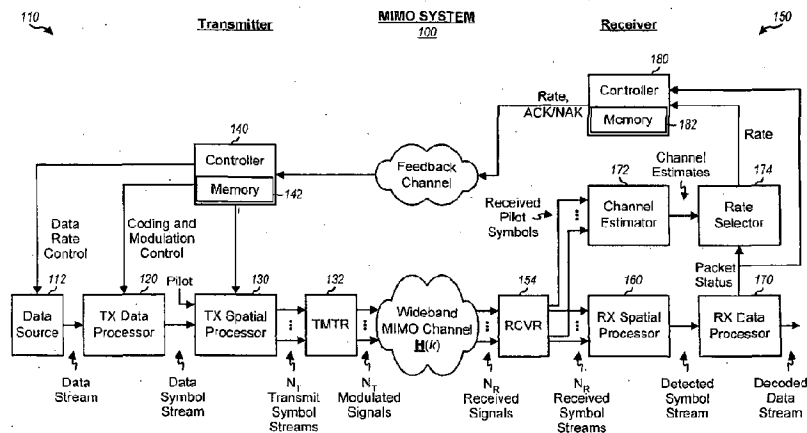 110
Transmitter
MIMO SYSTEM
100
Receiver
150
180
Controller
Memory
182
Rate,
ACK/NAK
Rate
140
Controller
Memory
142
Feedback
Channel
Channel
Estimates
172
174
Received
Pilot
Symbols
Channel
Estimator
Rate
Selector
Data
Rate
Control
Coding and
Modulation
Control
Packet
Status
112
120
Pilot
130
132
154
160
170
Data
Source
TX Data
Processor
TX Spatial
Processor
TMTR
Wideband
MIMO Channel
H(k)
RCVR
RX Spatial
Processor
RX Data
Processor
Data
Stream
Data
Symbol
Stream
NT
Transmit
Symbol
Streams
NT
Modulated
Signals
NR
Received
Signals
NR
Received
Symbol
Streams
Detected
Symbol
Stream
Decoded
Data
Stream